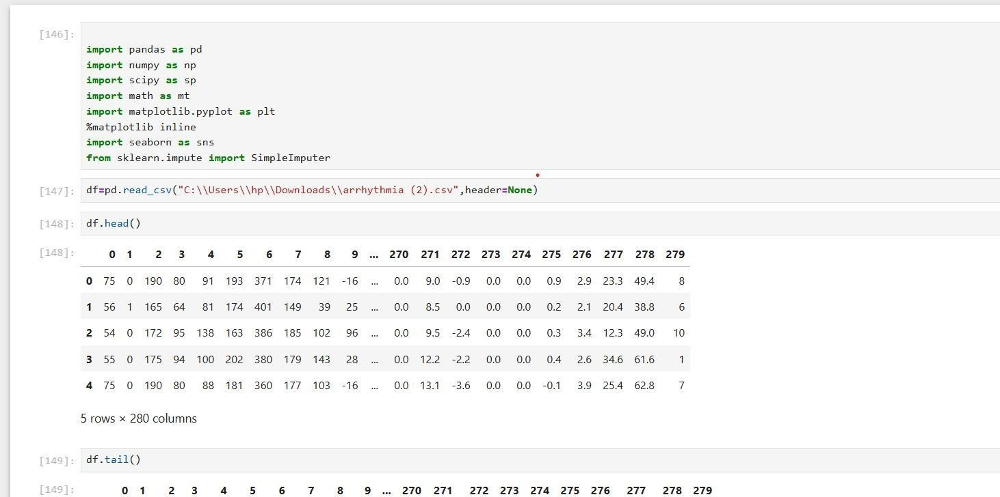 [146]:
import pandas as pd
import numpy as np
import scipy as sp
import math as mt
import matplotlib.pyplot as plt
%matplotlib inline
import seaborn as sns
from sklearn.impute import SimpleImputer
[147]: df=pd.read_csv("C:\\Users\\hp\\Downloads\\arrhythmia (2).csv",header=None)
[148]: df.head()
[148]: 0 1 2 3 4 5 6 7 8 9 ... 270 271 272 273 274 275 276 277 278 279
0 75 0 190 80 91 193 371 174 121 -16 ... 0.0 9.0 -0.9 0.0 0.0 0.9 2.9 23.3 49.4 8
1 56 1 165 64 81 174 401 149 39 25 ... 0.0 8.5 0.0 0.0 0.0 0.2 2.1 20.4 38.8 6
2 54 0 172 95 138 163 386 185 102 96 ... 0.0 9.5 -2.4 0.0 0.0 0.3 3.4 12.3 49.0 10
3 55 0 175 94 100 202 380 179 143 28 ... 0.0 12.2 -2.2 0.0 0.0 0.4 2.6 34.6 61.6 1
4 75 0 190 80 88 181 360 177 103 -16 ... 0.0 13.1 -3.6 0.0 0.0 -0.1 3.9 25.4 62.8 7
5 rows × 280 columns
[149]: df.tail()
[149]: 0 1 2 3 4 5 6 7 8 9 ... 270 271 272 273 274 275 276 277 278 279